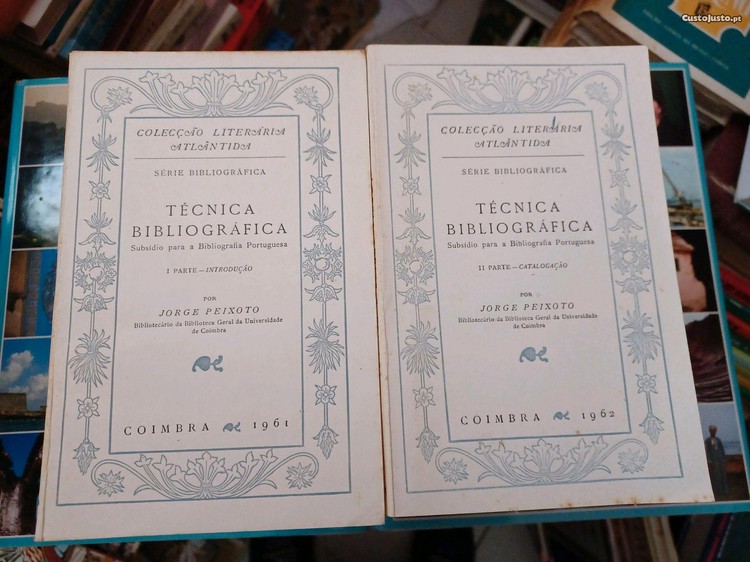 COLECÇÃO LITERÁRIA
ATLÂNTIDA
SÉRIE BIBLIOGRÁFICA
TÉCNICA
BIBLIOGRÁFICA
Subsídio para a Bibliografia Portuguesa
I PARTE — INTRODUÇÃO
POR
JORGE PEIXOTO
Bibliotecário da Biblioteca Geral da Universidade
de Coimbra
COIMBRA 1961
COLECÇÃO LITERÁRIA
ATLÂNTIDA
SÉRIE BIBLIOGRÁFICA
TÉCNICA
BIBLIOGRÁFICA
Subsídio para a Bibliografia Portuguesa
II PARTE — CATALOGAÇÃO
POR
JORGE PEIXOTO
Bibliotecário da Biblioteca Geral da Universidade
de Coimbra
COIMBRA 1962
CustoJusto.pt